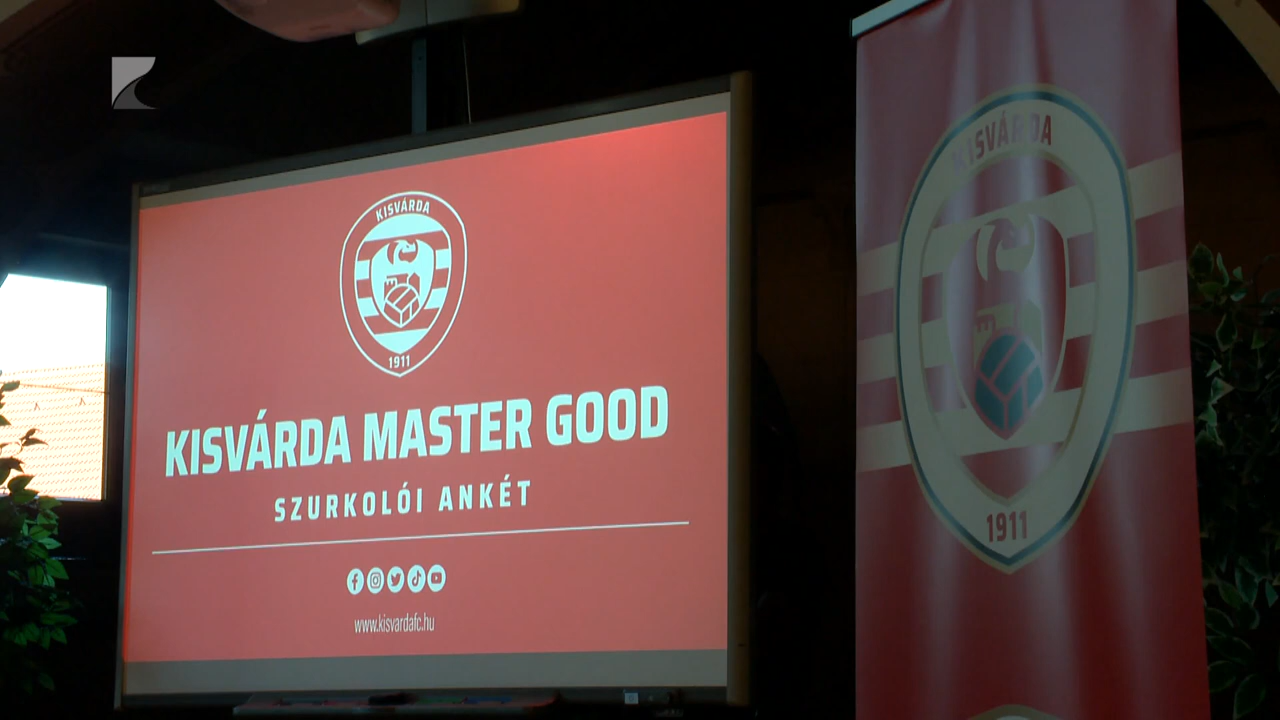 KISVÁRDA
1911
KISVÁRDA MASTER GOOD
SZURKOLÓI ANKÉT
www.kisvardafc.hu
KISVÁRDA
1911